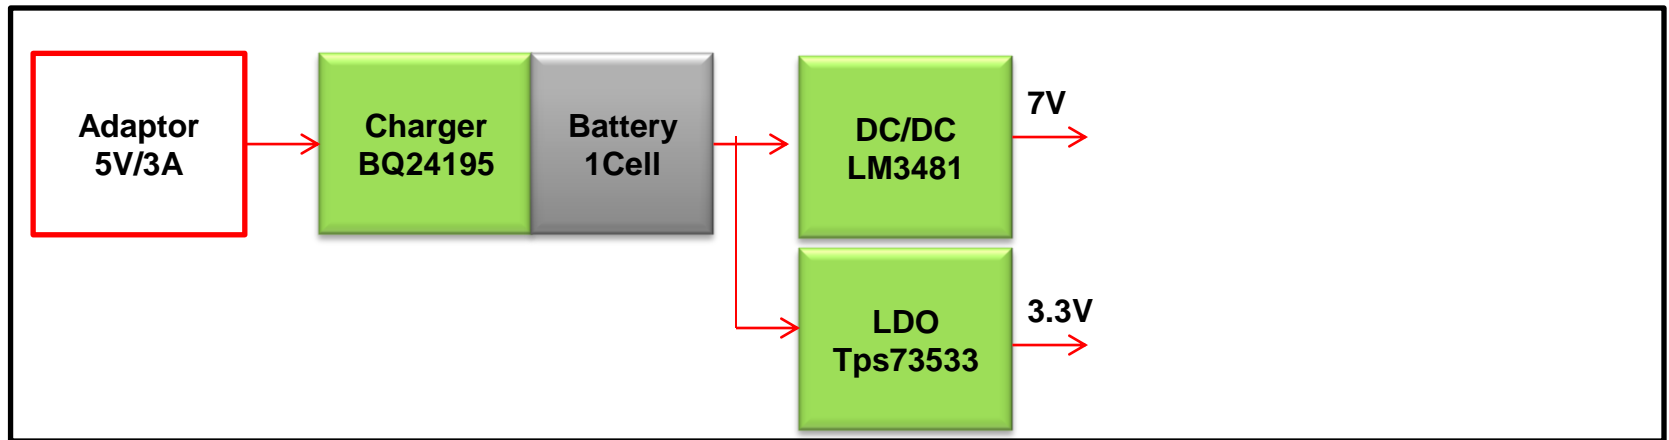 Adaptor
5V/3A
Charger
BQ24195
Battery
1Cell
DC/DC
LM3481
7V
LDO
Tps73533
3.3V